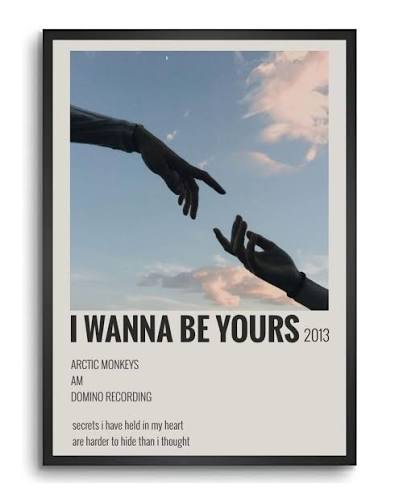 I WANNA BE YOURS 2013
ARCTIC MONKEYS
AM
DOMINO RECORDING
secrets i have held in my heart
are harder to hide than i thought